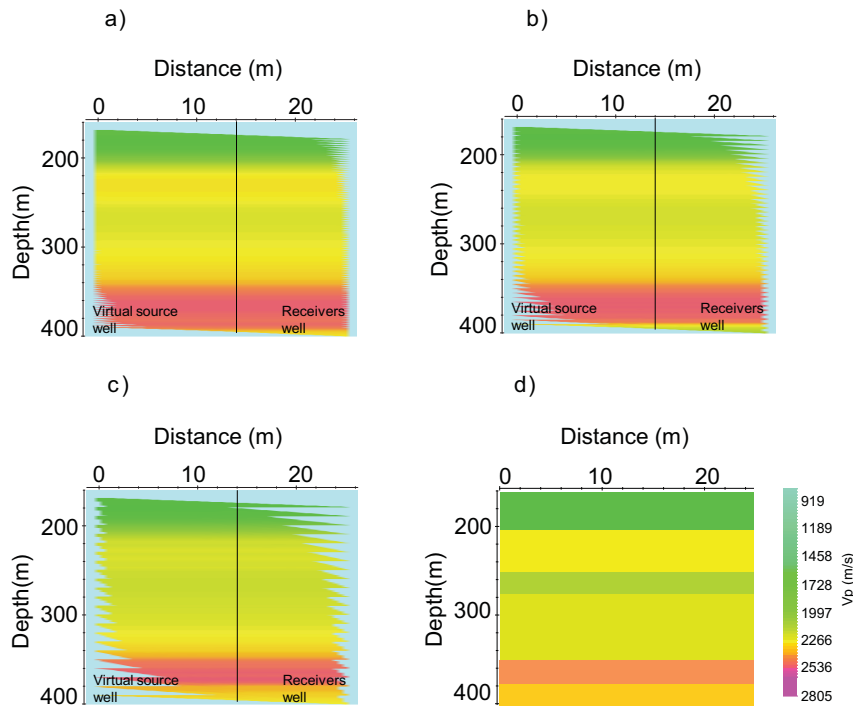 a)
Distance (m)
0 10 20
Depth(m)
200
300
400
Virtual source well
Receivers well
b)
Distance (m)
0 10 20
Depth(m)
200
300
400
Virtual source well
Receivers well
c)
Distance (m)
0 10 20
Depth(m)
200
300
400
Virtual source well
Receivers well
d)
Distance (m)
0 10 20
Depth(m)
200
300
400
919
1189
1458
1728
1997
2266
2536
2805
Vp (m/s)